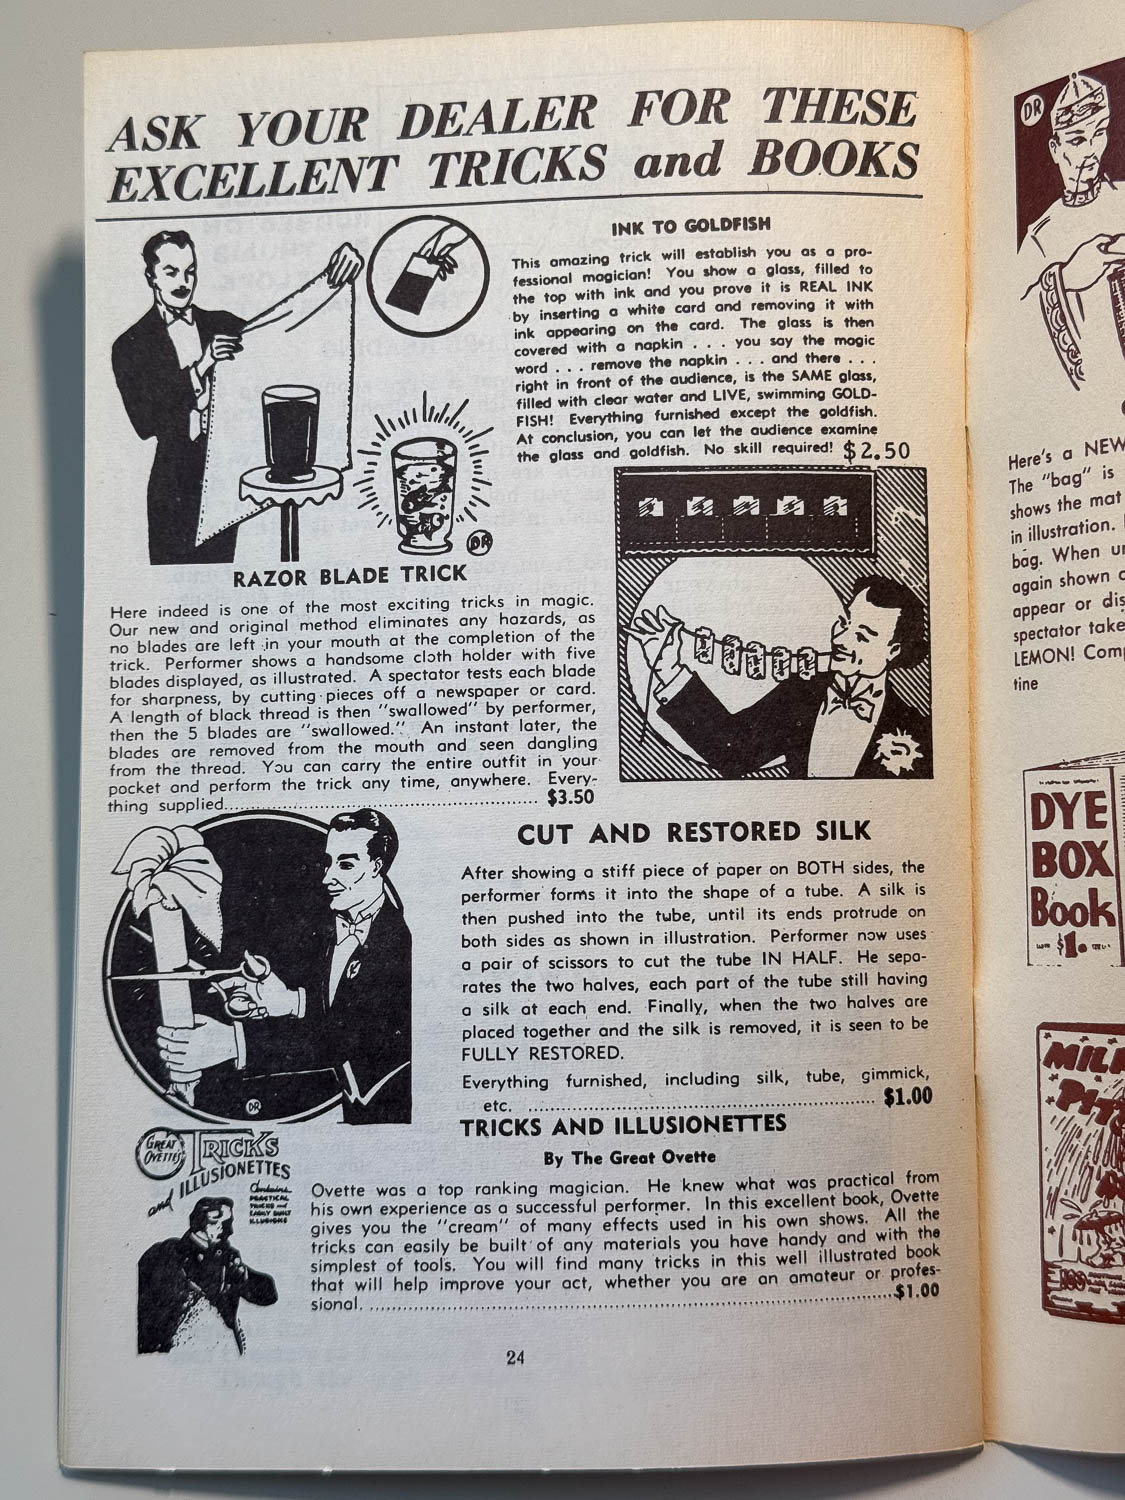 ASK YOUR DEALER FOR THESE
EXCELLENT TRICKS and BOOKS
INK TO GOLDFISH
This amazing trick will establish you as a pro-
fessional magician! You show a glass, filled to
the top with ink and you prove it is REAL INK
by inserting a white card and removing it with
ink appearing on the card. The glass is then
covered with a napkin . . . you say the magic
word . . . remove the napkin . . . and there . . .
right in front of the audience, is the SAME glass,
filled with clear water and LIVE, swimming GOLD-
FISH! Everything furnished except the goldfish.
At conclusion, you can let the audience examine
the glass and goldfish. No skill required! $2.50
DR
RAZOR BLADE TRICK
Here indeed is one of the most exciting tricks in magic.
Our new and original method eliminates any hazards, as
no blades are left in your mouth at the completion of the
trick. Performer shows a handsome cloth holder with five
blades displayed, as illustrated. A spectator tests each blade
for sharpness, by cutting pieces off a newspaper or card.
A length of black thread is then "swallowed" by performer,
then the 5 blades are "swallowed." An instant later, the
blades are removed from the mouth and seen dangling
from the thread. You can carry the entire outfit in your
pocket and perform the trick any time, anywhere. Every-
thing supplied.................................................. $3.50
CUT AND RESTORED SILK
After showing a stiff piece of paper on BOTH sides, the
performer forms it into the shape of a tube. A silk is
then pushed into the tube, until its ends protrude on
both sides as shown in illustration. Performer now uses
a pair of scissors to cut the tube IN HALF. He sepa-
rates the two halves, each part of the tube still having
a silk at each end. Finally, when the two halves are
placed together and the silk is removed, it is seen to be
FULLY RESTORED.
Everything furnished, including silk, tube, gimmick,
etc. .................................................. $1.00
DR
TRICKS AND ILLUSIONETTES
By The Great Ovette
GREAT OVETTES
TRICKS
and ILLUSIONETTES
Contains
PRACTICAL
TRICKS and
EASILY BUILT
ILLUSIONS
Ovette was a top ranking magician. He knew what was practical from
his own experience as a successful performer. In this excellent book, Ovette
gives you the "cream" of many effects used in his own shows. All the
tricks can easily be built of any materials you have handy and with the
simplest of tools. You will find many tricks in this well illustrated book
that will help improve your act, whether you are an amateur or profes-
sional. ..................................................$1.00
24
DR
Here's a NEW
The "bag" is
shows the mat
in illustration.
bag. When
again shown
appear or
spectator take
LEMON!
tine
DYE
BOX
Book
$1.